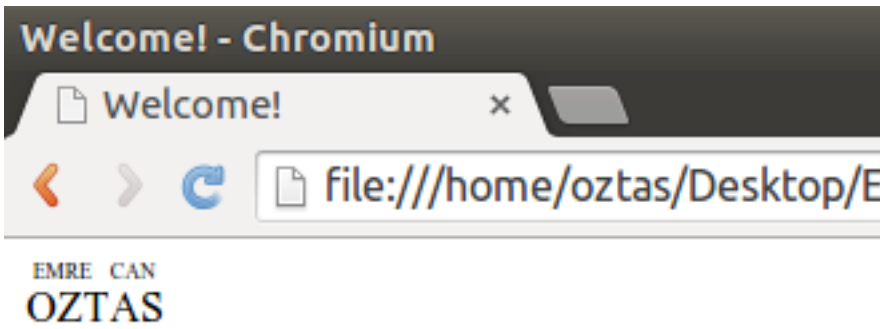 Welcome! - Chromium
Welcome!
file:///home/oztas/Desktop/E
EMRE CAN
OZTAS